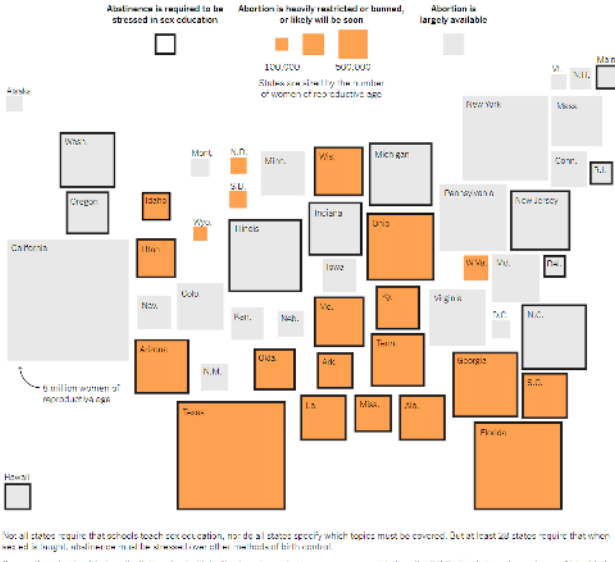 Abstinence is required to be
stressed in sex education
Abortion is heavily restricted or banned,
or likely will be soon
Abortion is
largely available
100,000
500,000
States are sized by the number
of women of reproductive age
Alaska
Vt.
N.H.
Main
New York
Mass.
Wash.
Mont.
N.D.
Minn.
Wis.
Michigan
Conn.
R.I.
Oregon
Idaho
S.D.
Indiana
Pennsylvania
New Jersey
Wyo.
Illinois
Ohio
California
Utah
Iowa
W.Va.
Md.
Del.
Nev.
Colo.
Kan.
Neb.
Mo.
Ky.
Virginia
D.C.
N.C.
Arizona
N.M.
Okla.
Ark.
Tenn.
Georgia
S.C.
6 million women of
reproductive age
Texas
La.
Miss.
Ala.
Florida
Hawaii
Not all states require that schools teach sex education, nor do all states specify which topics must be covered. But at least 28 states require that when
sex ed is taught, abstinence must be stressed over other methods of birth control.